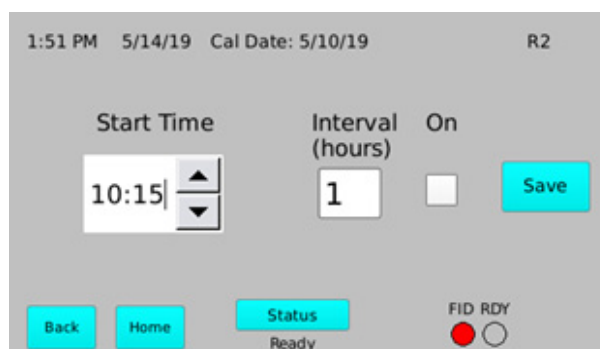 1:51 PM 5/14/19 Cal Date: 5/10/19 R2
Start Time
Interval
(hours)
On
10:15
1
Save
Back
Home
Status
Ready
FID RDY